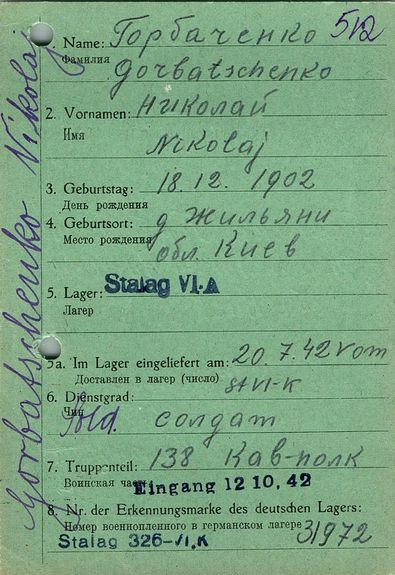 Gorbatschenko Nikolaj
512
1. Name: Горбаченко
Фамилия
Gorbatschenko
2. Vornamen: Николай
Имя
Nikolaj
3. Geburtstag: 18.12. 1902
День рождения
4. Geburtsort: д Жильяни
Место рождения
обл. Киев
5. Lager: Stalag VI.A
Лагер
5a. Im Lager eingeliefert am: 20.7.42 vom
Доставлен в лагер (число) St VI-K
6. Dienstgrad:
Чин
Sold. солдат
7. Truppenteil: 138 Кав-полк
Воинская часть
Eingang 12 10. 42
8. Nr. der Erkennungsmarke des deutschen Lagers:
Номер военнопленного в германском лагере 31972
Stalag 326-VI.K